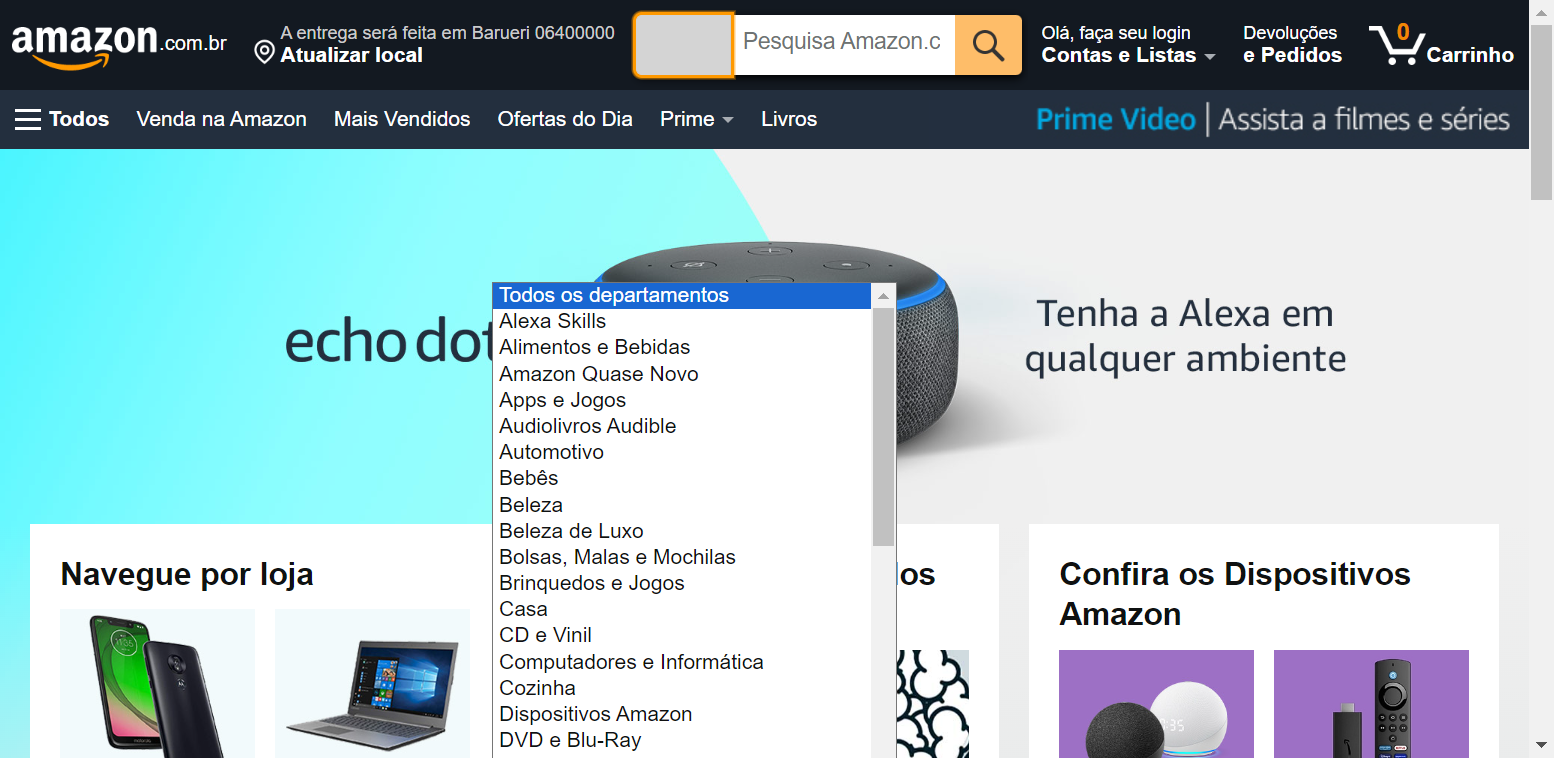 amazon.com.br
A entrega será feita em Barueri 06400000
Atualizar local
Pesquisa Amazon.c
Olá, faça seu login
Contas e Listas
Devoluções
e Pedidos
0
Carrinho
Todos
Venda na Amazon
Mais Vendidos
Ofertas do Dia
Prime
Livros
Prime Video | Assista a filmes e séries
echo dot
Tenha a Alexa em
qualquer ambiente
Todos os departamentos
Alexa Skills
Alimentos e Bebidas
Amazon Quase Novo
Apps e Jogos
Audiolivros Audible
Automotivo
Bebês
Beleza
Beleza de Luxo
Bolsas, Malas e Mochilas
Brinquedos e Jogos
Casa
CD e Vinil
Computadores e Informática
Cozinha
Dispositivos Amazon
DVD e Blu-Ray
Navegue por loja
Confira os Dispositivos
Amazon